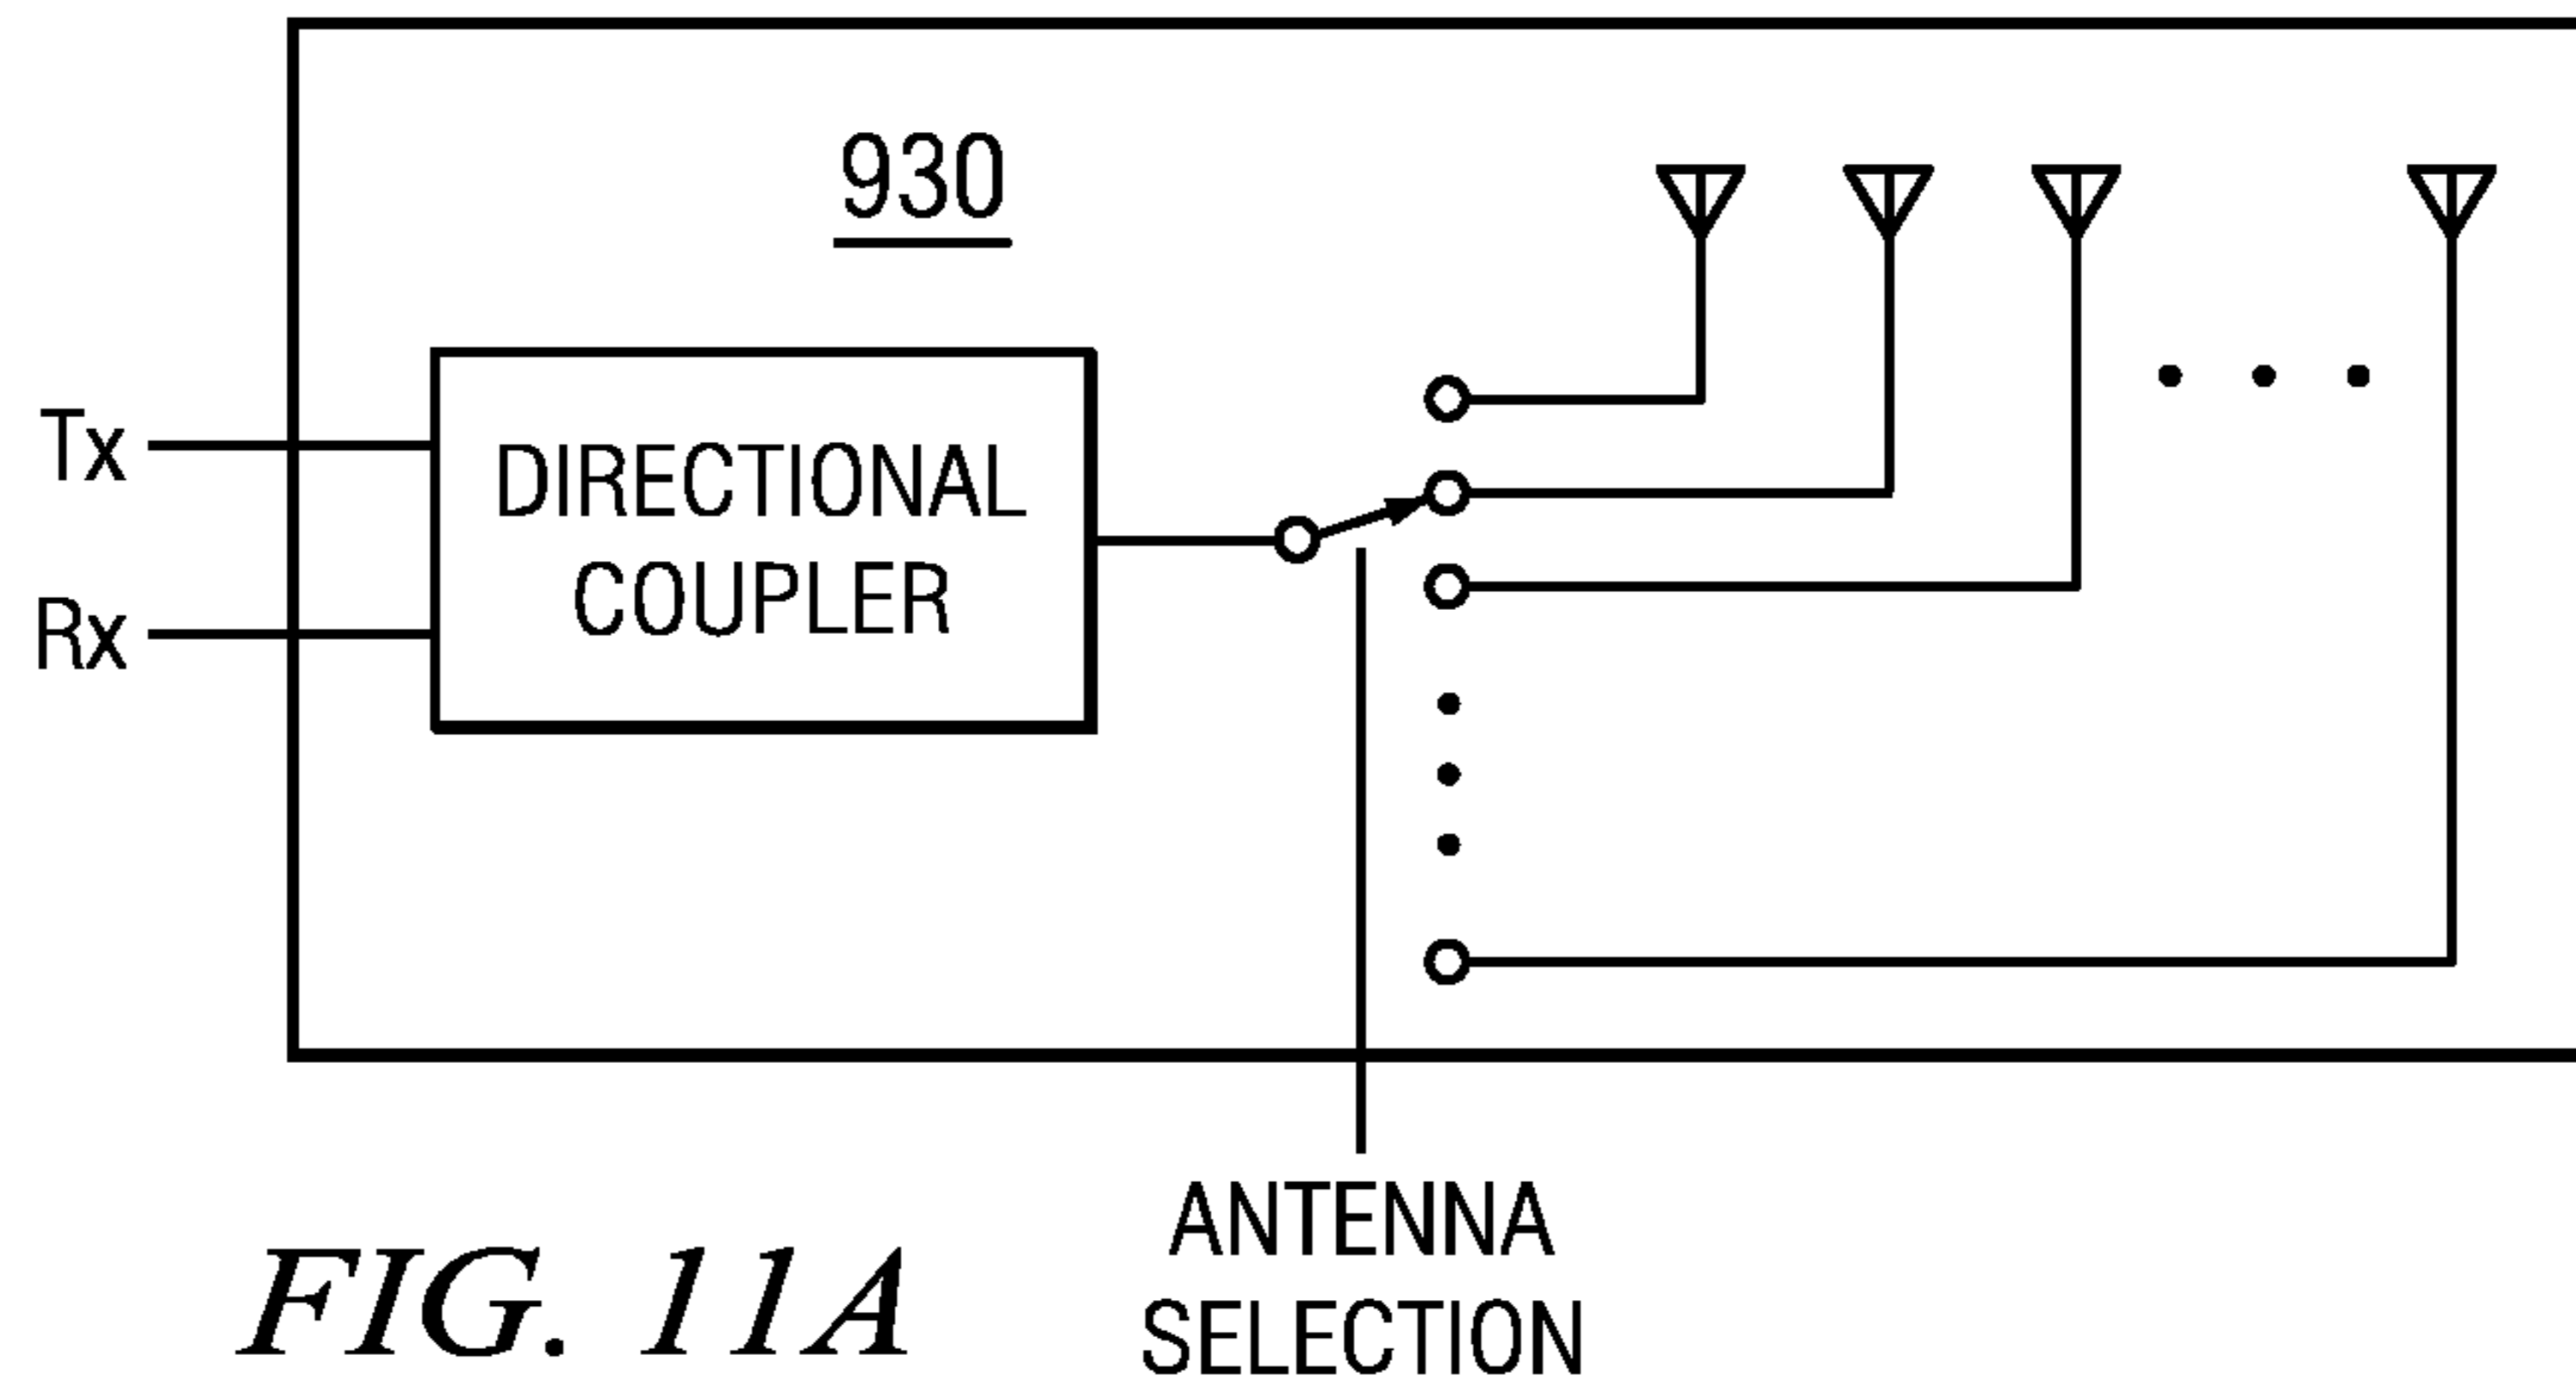 930
Tx
Rx
DIRECTIONAL
COUPLER
ANTENNA
SELECTION
FIG. 11A